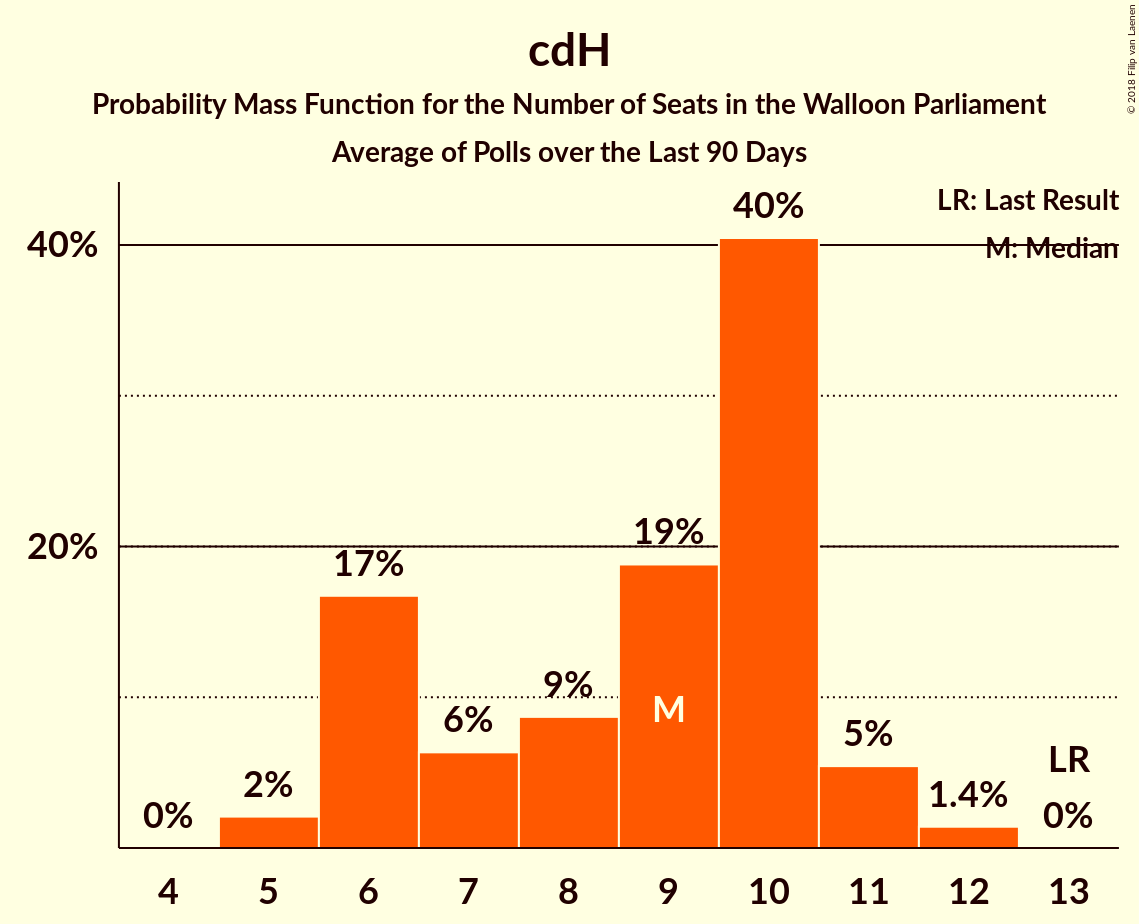 cdH
Probability Mass Function for the Number of Seats in the Walloon Parliament
Average of Polls over the Last 90 Days
© 2018 Filip van Laenen
LR: Last Result
M: Median
40%
20%
0%
2%
17%
6%
9%
19%
M
40%
5%
1.4%
LR
0%
4 5 6 7 8 9 10 11 12 13